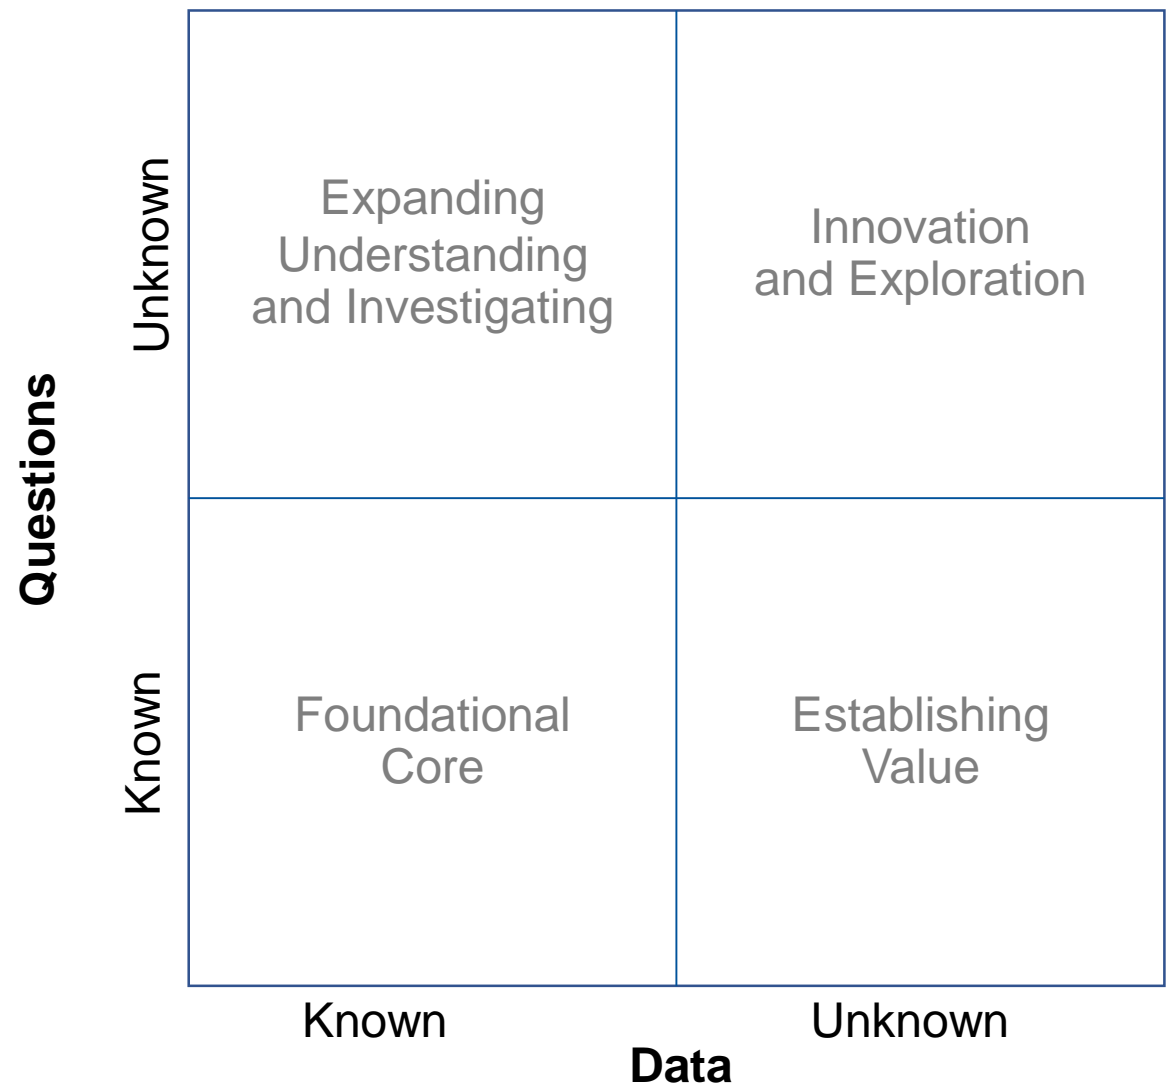 Questions
Unknown
Expanding
Understanding
and Investigating
Innovation
and Exploration
Known
Foundational
Core
Establishing
Value
Known
Unknown
Data